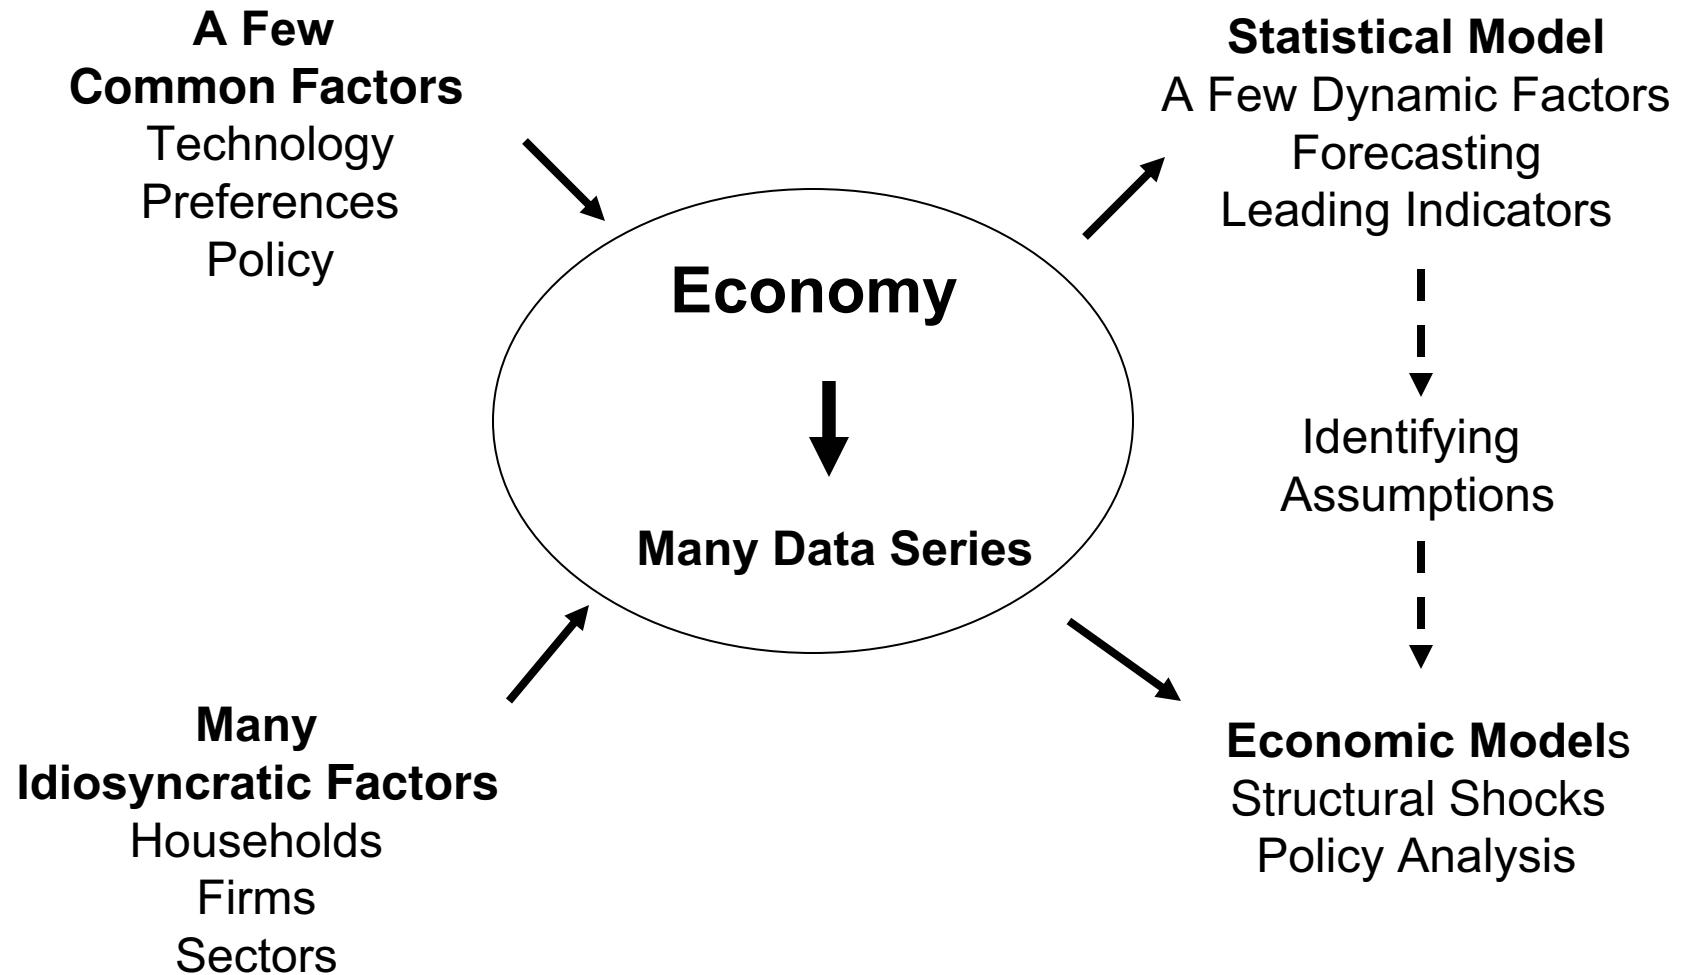 A Few
Common Factors
Technology
Preferences
Policy
Economy
Many Data Series
Many
Idiosyncratic Factors
Households
Firms
Sectors
Statistical Model
A Few Dynamic Factors
Forecasting
Leading Indicators
Identifying
Assumptions
Economic Models
Structural Shocks
Policy Analysis